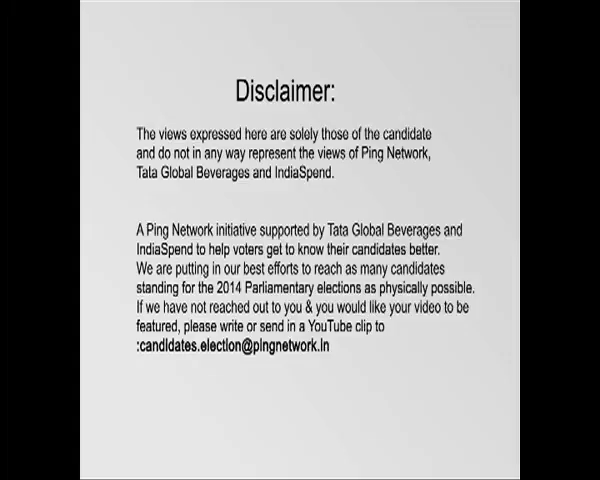 Disclaimer:
The views expressed here are solely those of the candidate
and do not in any way represent the views of Ping Network,
Tata Global Beverages and IndiaSpend.
A Ping Network initiative supported by Tata Global Beverages and
IndiaSpend to help voters get to know their candidates better.
We are putting in our best efforts to reach as many candidates
standing for the 2014 Parliamentary elections as physically possible.
If we have not reached out to you & you would like your video to be
featured, please write or send in a YouTube clip to
:candidates.election@pingnetwork.in